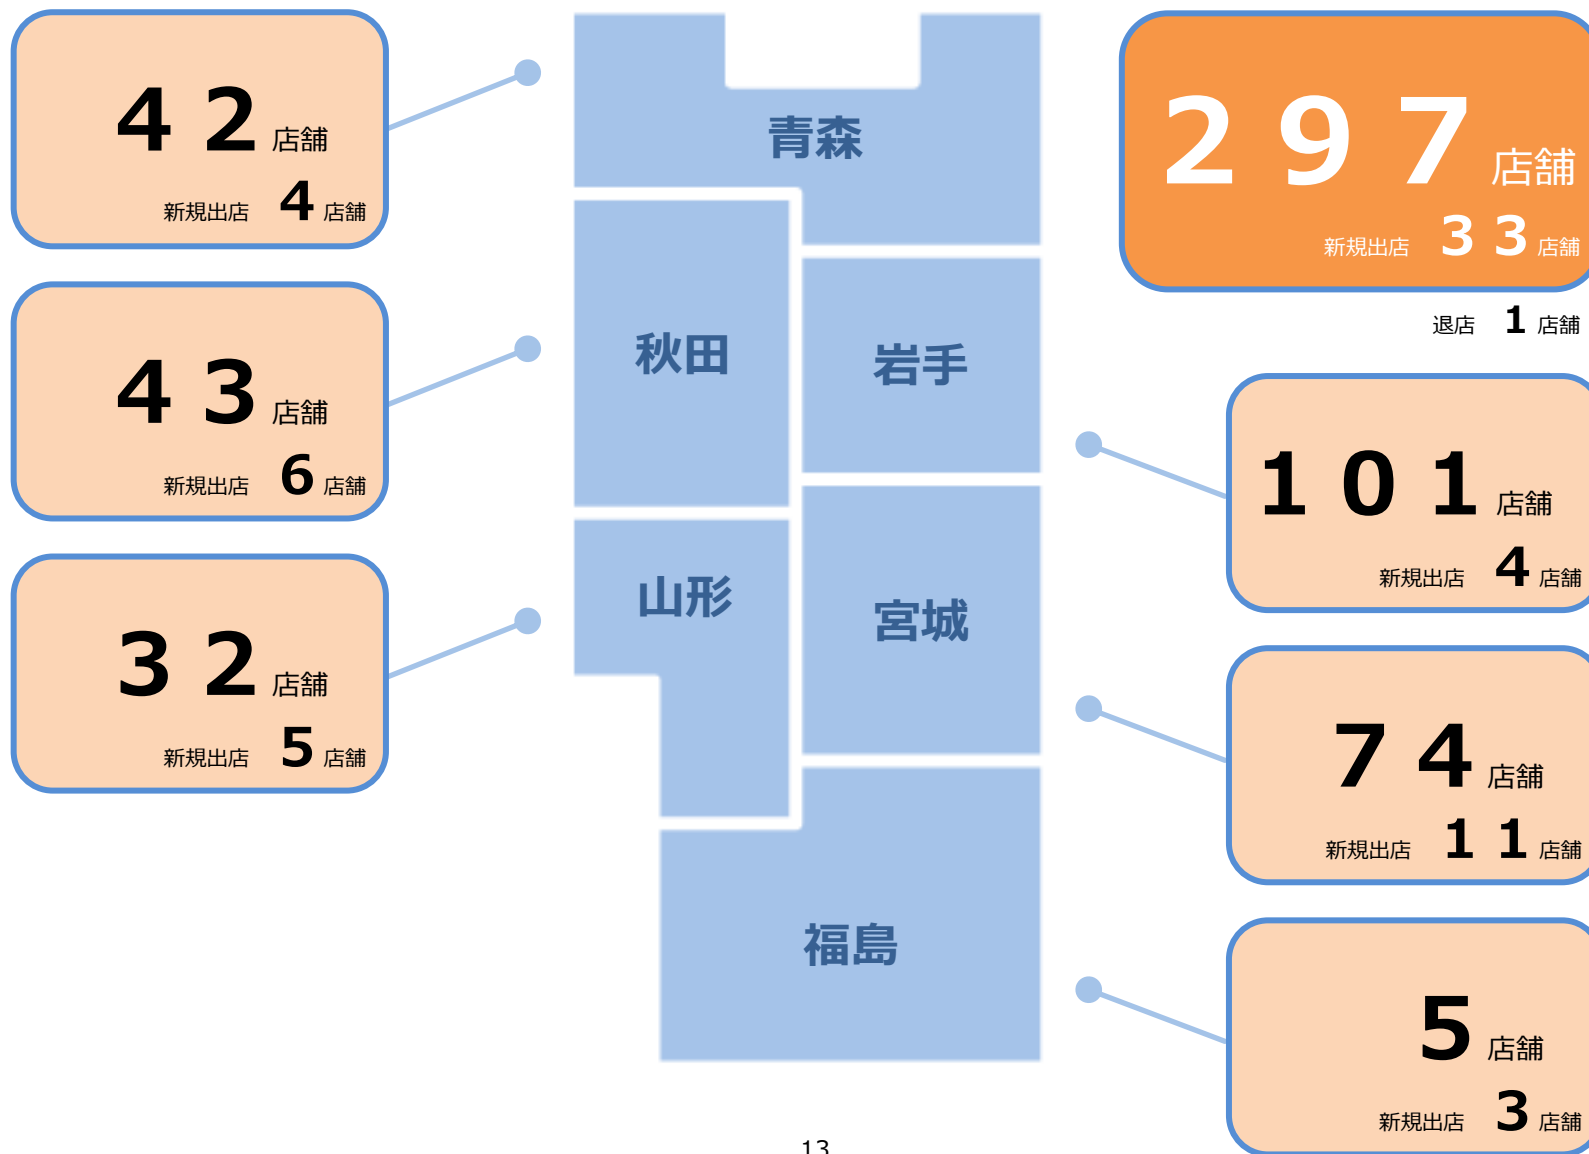 42店舗
新規出店 4店舗
青森
297店舗
新規出店 33店舗
退店 1店舗
43店舗
新規出店 6店舗
秋田
岩手
101店舗
新規出店 4店舗
32店舗
新規出店 5店舗
山形
宮城
74店舗
新規出店 11店舗
福島
5店舗
新規出店 3店舗
13